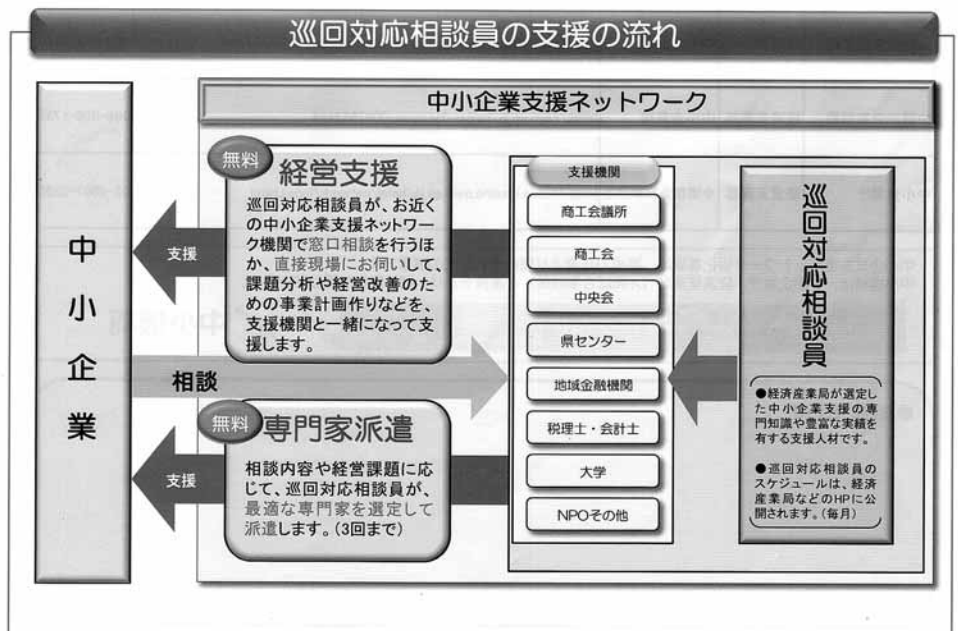 巡回対応相談員の支援の流れ
中小企業
中小企業支援ネットワーク
無料
経営支援
巡回対応相談員が、お近く
の中小企業支援ネットワー
ク機関で窓口相談を行うほ
か、直接現場にお伺いして、
課題分析や経営改善のた
めの事業計画作りなどを、
支援機関と一緒になって支
援します。
支援
相談
無料
専門家派遣
相談内容や経営課題に応
じて、巡回対応相談員が、
最適な専門家を選定して
派遣します。(3回まで)
支援
支援機関
商工会議所
商工会
中央会
県センター
地域金融機関
税理士・会計士
大学
NPOその他
巡回対応相談員
●経済産業局が選定し
た中小企業支援の専
門知識や豊富な実績を
有する支援人材です。
●巡回対応相談員の
スケジュールは、経済
産業局などのHPに公
開されます。(毎月)